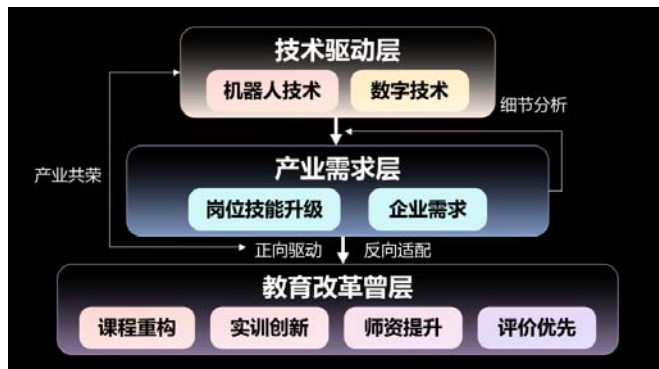 技术驱动层
机器人技术 数字技术
细节分析
产业需求层
产业共荣
岗位技能升级 企业需求
正向驱动 反向适配
教育改革曾层
课程重构 实训创新 师资提升 评价优先